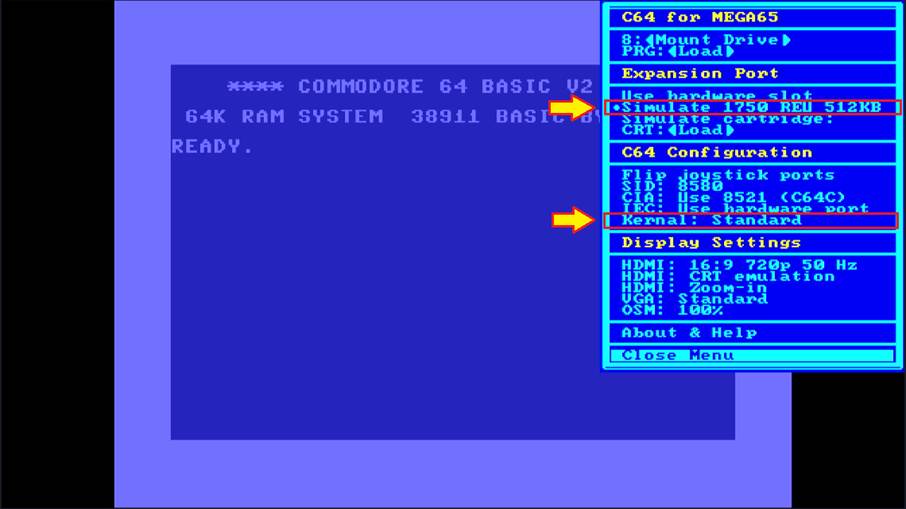 **** COMMODORE 64 BASIC V2
64K RAM SYSTEM 38911 BASIC BY
READY.
C64 for MEGA65
8:◀Mount Drive▶
PRG:◀Load▶
Expansion Port
Use hardware slot
•Simulate 1750 REU 512KB
Simulate cartridge:
CRT:◀Load▶
C64 Configuration
Flip joystick ports
SID: 8580
CIA: Use 8521 (C64C)
IEC: Use hardware port
Kernal: Standard
Display Settings
HDMI: 16:9 720p 50 Hz
HDMI: CRT emulation
HDMI: Zoom-in
VGA: Standard
OSM: 100%
About & Help
Close Menu